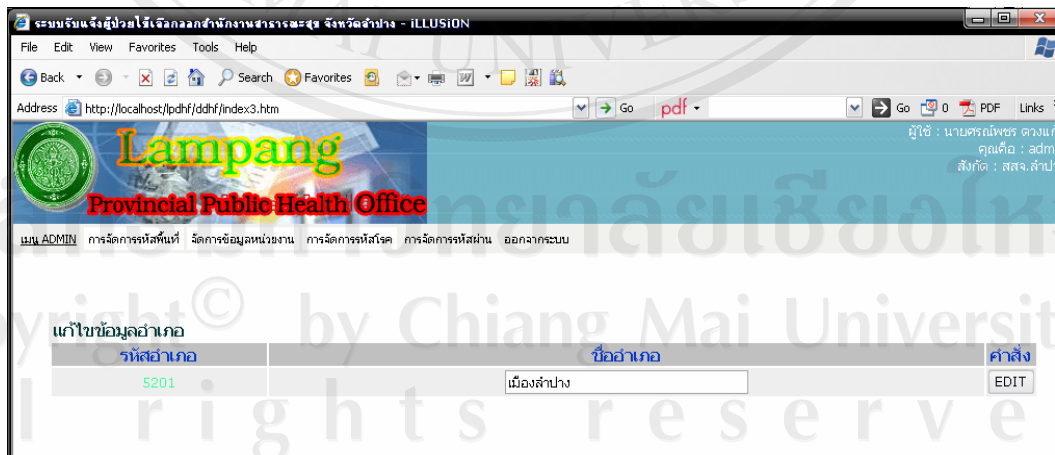 ระบบรับแจ้งผู้ป่วยไข้เลือดออกสำนักงานสาธารณะสุข จังหวัดลำปาง - iLLUSiON
File Edit View Favorites Tools Help
Back Search Favorites
Address http://localhost/lpdhf/ddhf/index3.htm Go pdf Go 0 PDF Links
Lampang
Provincial Public Health Office
ผู้ใช้ : นายศรณ์พชร
คุณคือ : adm
สังกัด : สสจ.ลำปา
เมนู ADMIN การจัดการรหัสพื้นที่ จัดการข้อมูลหน่วยงาน การจัดการรหัสโรค การจัดการรหัสผ่าน ออกจากระบบ
แก้ไขข้อมูลอำเภอ
รหัสอำเภอ ชื่ออำเภอ คำสั่ง
5201 เมืองลำปาง EDIT
Copyright © by Chiang Mai University
All rights reserve